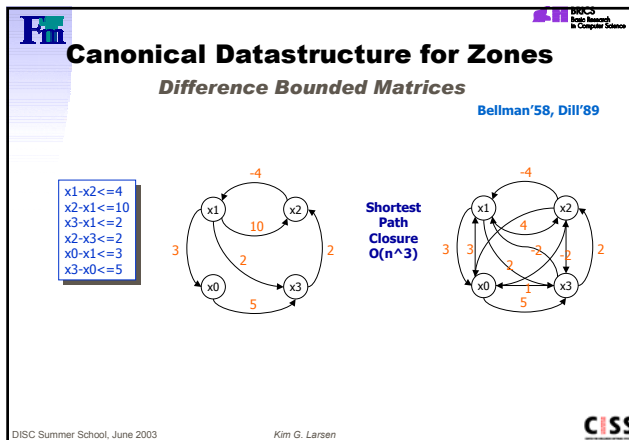 Fm
BRICS
Basic Research
in Computer Science
Canonical Datastructure for Zones
Difference Bounded Matrices
Bellman'58, Dill'89
x1-x2<=4
x2-x1<=10
x3-x1<=2
x2-x3<=2
x0-x1<=3
x3-x0<=5
-4
x1
x2
10
3
2
2
x0
x3
5
Shortest
Path
Closure
O(n^3)
-4
x1
x2
4
3
3
-2
2
-2
2
x0
1
x3
5
DISC Summer School, June 2003
Kim G. Larsen
CISS